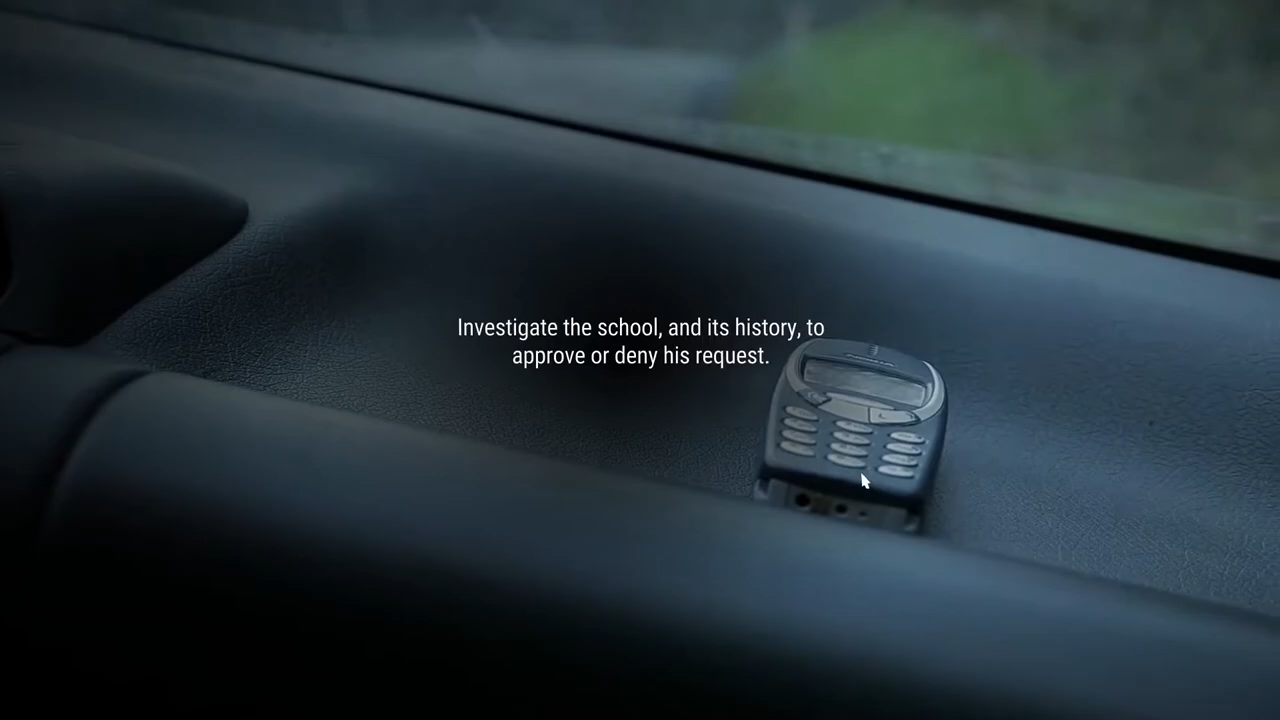 Investigate the school, and its history, to
approve or deny his request.